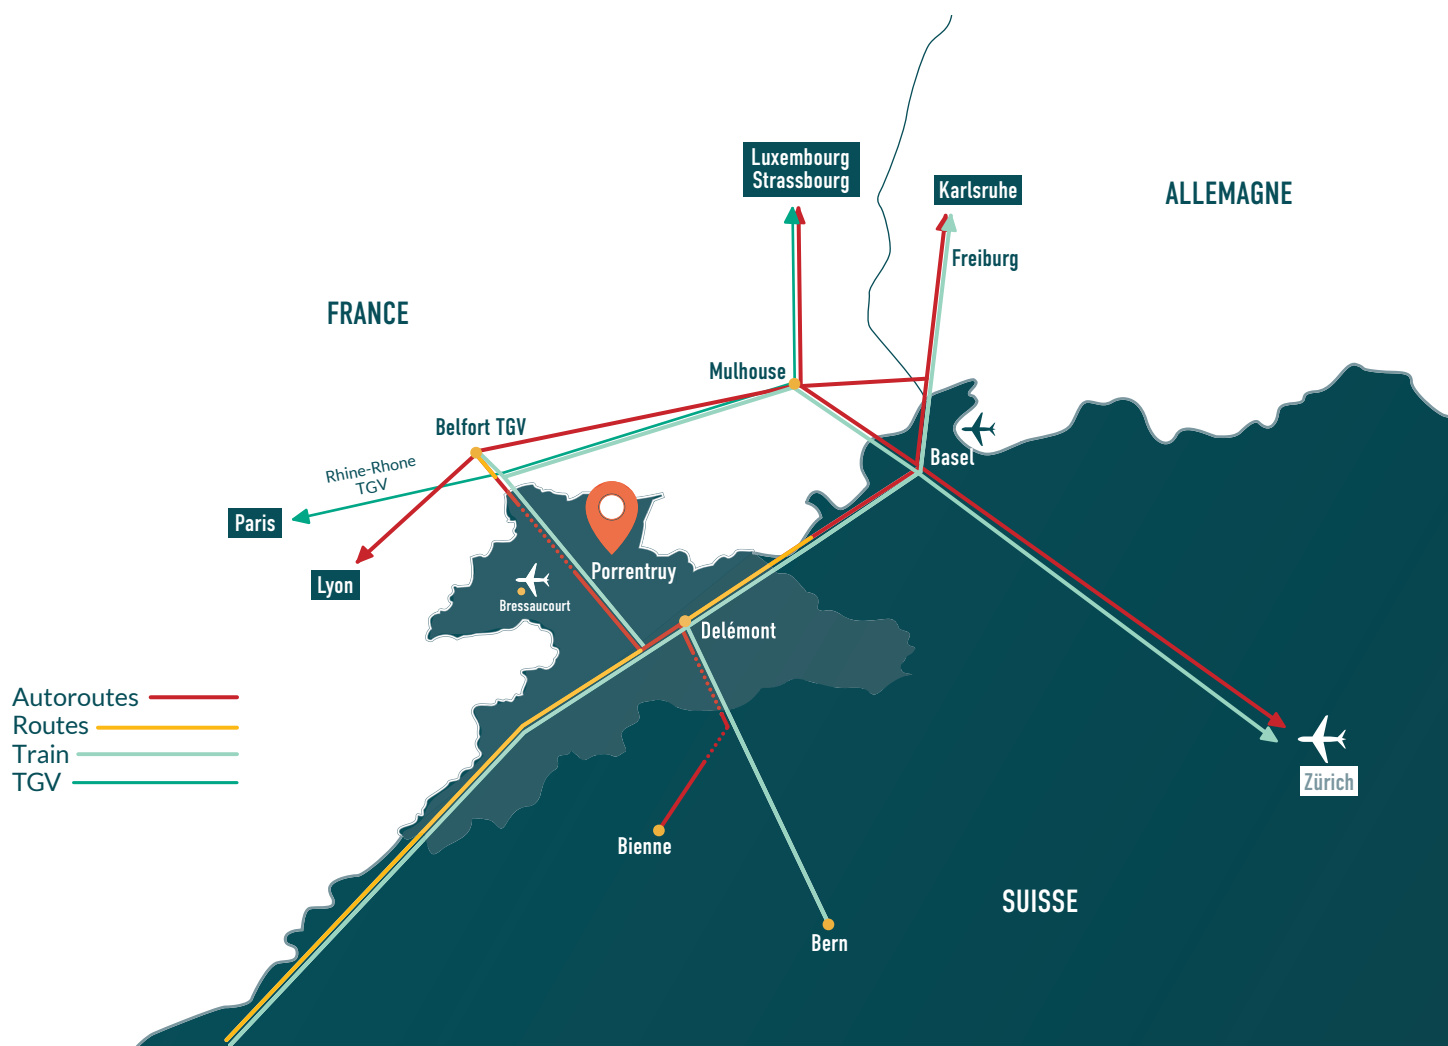 Luxembourg
Strassbourg
Karlsruhe
ALLEMAGNE
Freiburg
FRANCE
Mulhouse
Belfort TGV
Basel
Rhine-Rhone
TGV
Paris
Lyon
Porrentruy
Bressaucourt
Delémont
Autoroutes
Routes
Train
TGV
Zürich
Bienne
SUISSE
Bern